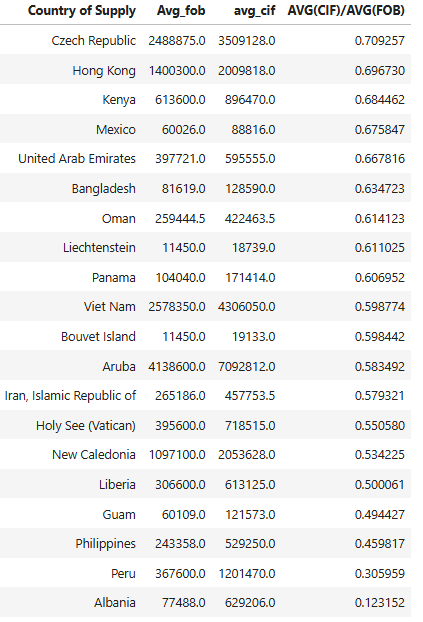 Country of Supply Avg_fob avg_cif AVG(CIF)/AVG(FOB)
Czech Republic 2488875.0 3509128.0 0.709257
Hong Kong 1400300.0 2009818.0 0.696730
Kenya 613600.0 896470.0 0.684462
Mexico 60026.0 88816.0 0.675847
United Arab Emirates 397721.0 595555.0 0.667816
Bangladesh 81619.0 128590.0 0.634723
Oman 259444.5 422463.5 0.614123
Liechtenstein 11450.0 18739.0 0.611025
Panama 104040.0 171414.0 0.606952
Viet Nam 2578350.0 4306050.0 0.598774
Bouvet Island 11450.0 19133.0 0.598442
Aruba 4138600.0 7092812.0 0.583492
Iran, Islamic Republic of 265186.0 457753.5 0.579321
Holy See (Vatican) 395600.0 718515.0 0.550580
New Caledonia 1097100.0 2053628.0 0.534225
Liberia 306600.0 613125.0 0.500061
Guam 60109.0 121573.0 0.494427
Philippines 243358.0 529250.0 0.459817
Peru 367600.0 1201470.0 0.305959
Albania 77488.0 629206.0 0.123152